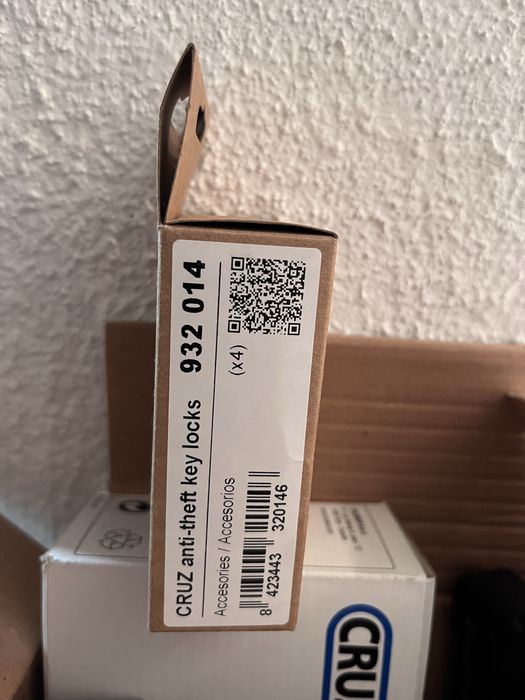 CRUZ anti-theft key locks 932 014
Accesories / Accesorios (x4)
8 423443 320146
CRU